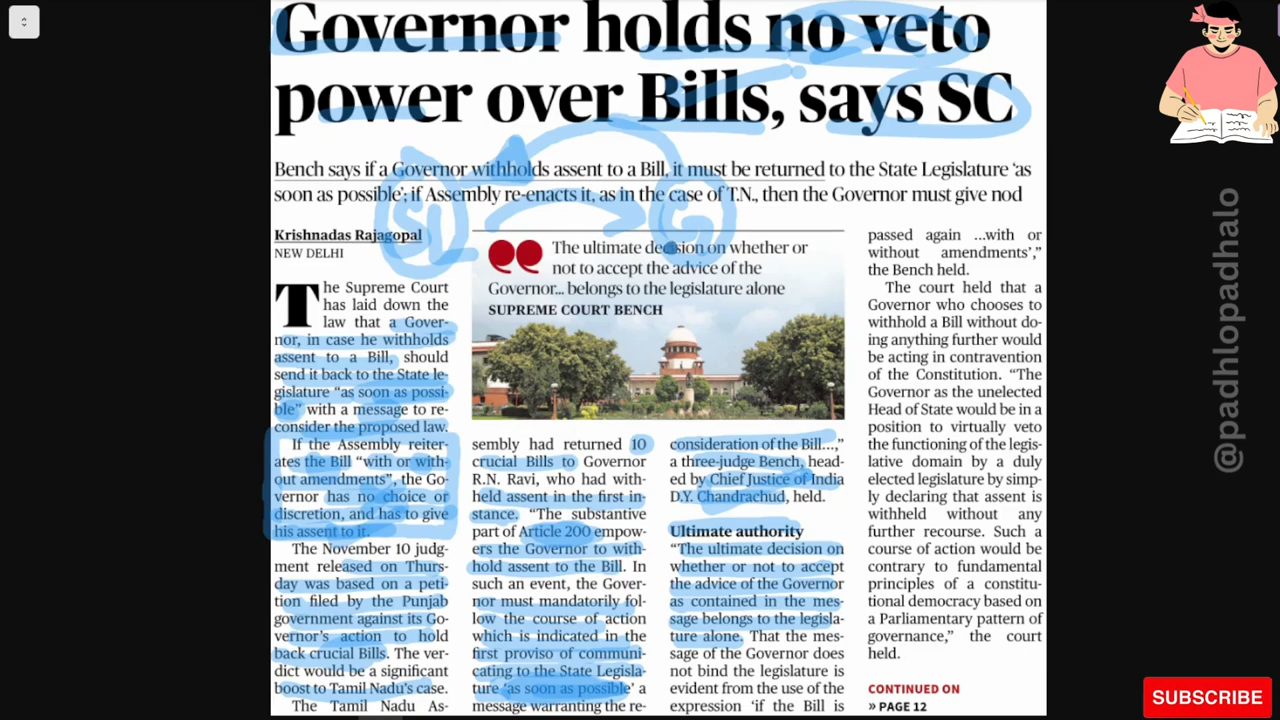 Governor holds no veto
power over Bills, says SC
Bench says if a Governor withholds assent to a Bill, it must be returned to the State Legislature ‘as
soon as possible’; if Assembly re-enacts it, as in the case of T.N., then the Governor must give nod
Krishnadas Rajagopal
NEW DELHI
The Supreme Court
has laid down the
law that a Gover-
nor, in case he withholds
assent to a Bill, should
send it back to the State le-
gislature “as soon as possi-
ble” with a message to re-
consider the proposed law.
If the Assembly reiter-
ates the Bill “with or with-
out amendments”, the Go-
vernor has no choice or
discretion, and has to give
his assent to it.
The November 10 judg-
ment released on Thurs-
day was based on a peti-
tion filed by the Punjab
government against its Go-
vernor’s action to hold
back crucial Bills. The ver-
dict would be a significant
boost to Tamil Nadu’s case.
The Tamil Nadu As-
The ultimate decision on whether or
not to accept the advice of the
Governor... belongs to the legislature alone
SUPREME COURT BENCH
sembly had returned 10
crucial Bills to Governor
R.N. Ravi, who had with-
held assent in the first in-
stance. “The substantive
part of Article 200 empow-
ers the Governor to with-
hold assent to the Bill. In
such an event, the Gover-
nor must mandatorily fol-
low the course of action
which is indicated in the
first proviso of communi-
cating to the State Legisla-
ture ‘as soon as possible’ a
message warranting the re-
consideration of the Bill...,”
a three-judge Bench, head-
ed by Chief Justice of India
D.Y. Chandrachud, held.
Ultimate authority
“The ultimate decision on
whether or not to accept
the advice of the Governor
as contained in the mes-
sage belongs to the legisla-
ture alone. That the mes-
sage of the Governor does
not bind the legislature is
evident from the use of the
expression ‘if the Bill is
passed again ...with or
without amendments’,”
the Bench held.
The court held that a
Governor who chooses to
withhold a Bill without do-
ing anything further would
be acting in contravention
of the Constitution. “The
Governor as the unelected
Head of State would be in a
position to virtually veto
the functioning of the legis-
lative domain by a duly
elected legislature by simp-
ly declaring that assent is
withheld without any
further recourse. Such a
course of action would be
contrary to fundamental
principles of a constitu-
tional democracy based on
a Parliamentary pattern of
governance,” the court
held.
CONTINUED ON
» PAGE 12
@padhlopadhalo
SUBSCRIBE